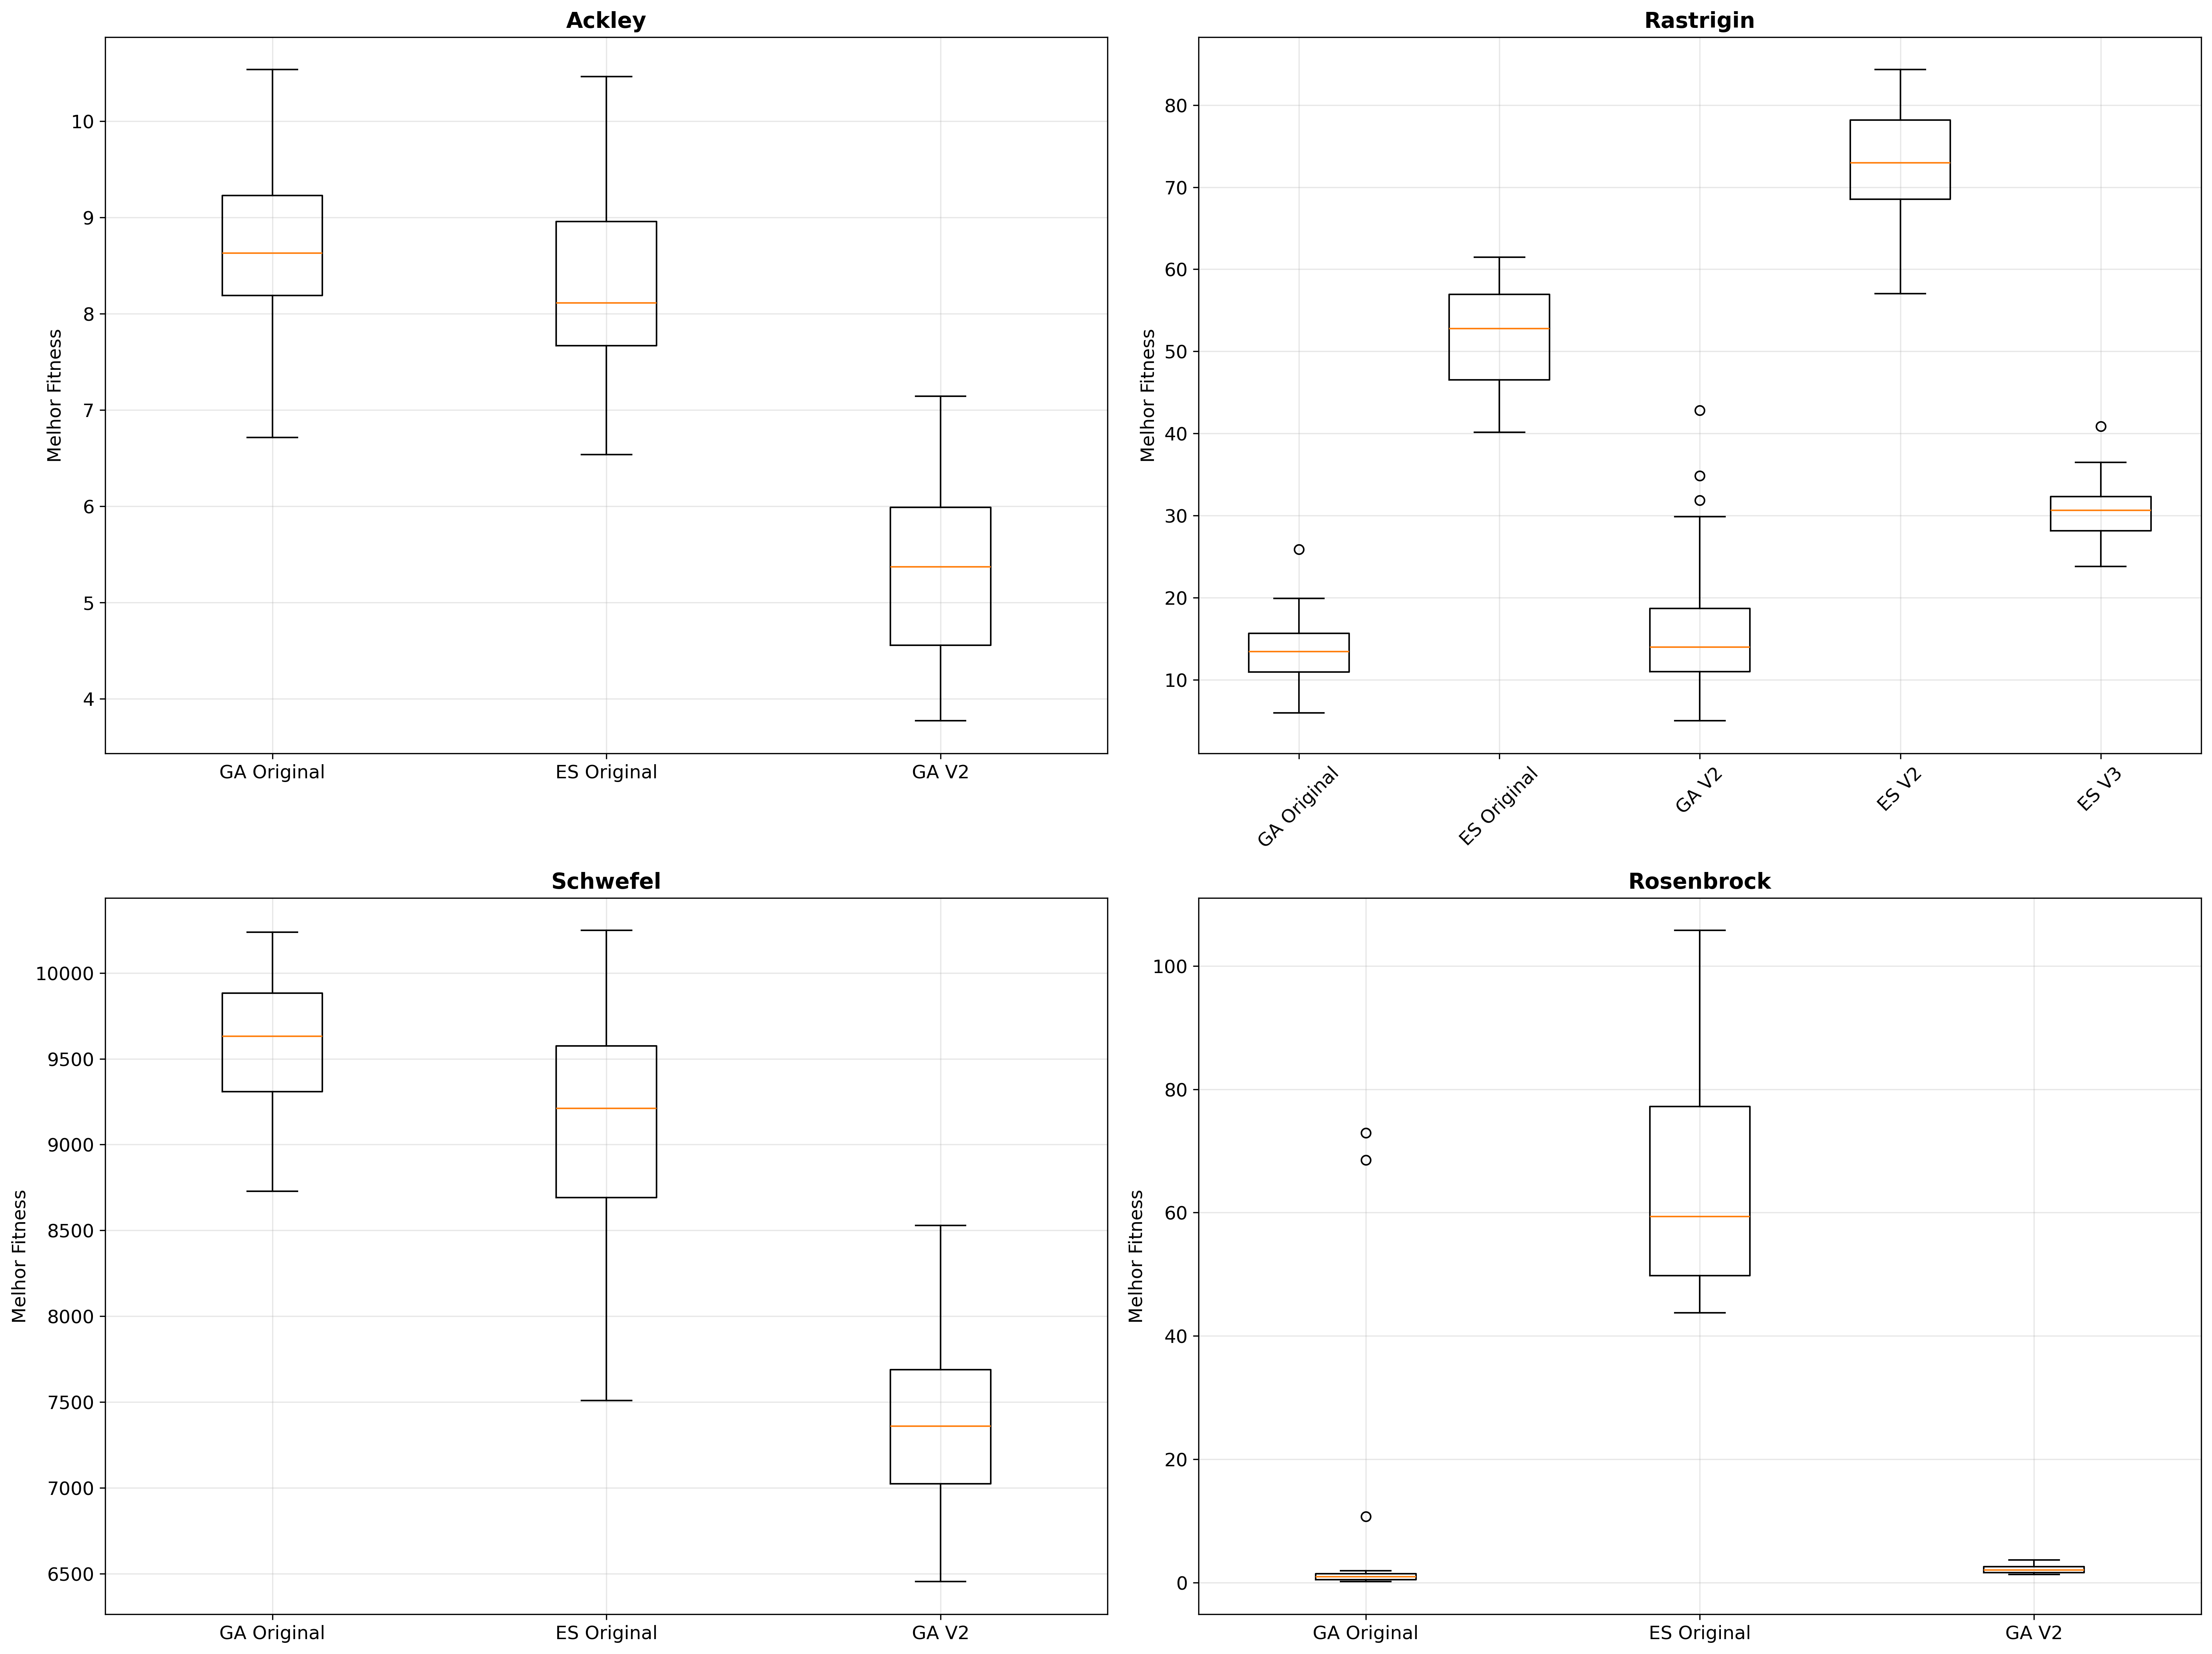 Ackley
Melhor Fitness
10
9
8
7
6
5
4
GA Original
ES Original
GA V2
Rastrigin
Melhor Fitness
80
70
60
50
40
30
20
10
GA Original
ES Original
GA V2
ES V2
ES V3
Schwefel
Melhor Fitness
10000
9500
9000
8500
8000
7500
7000
6500
GA Original
ES Original
GA V2
Rosenbrock
Melhor Fitness
100
80
60
40
20
0
GA Original
ES Original
GA V2